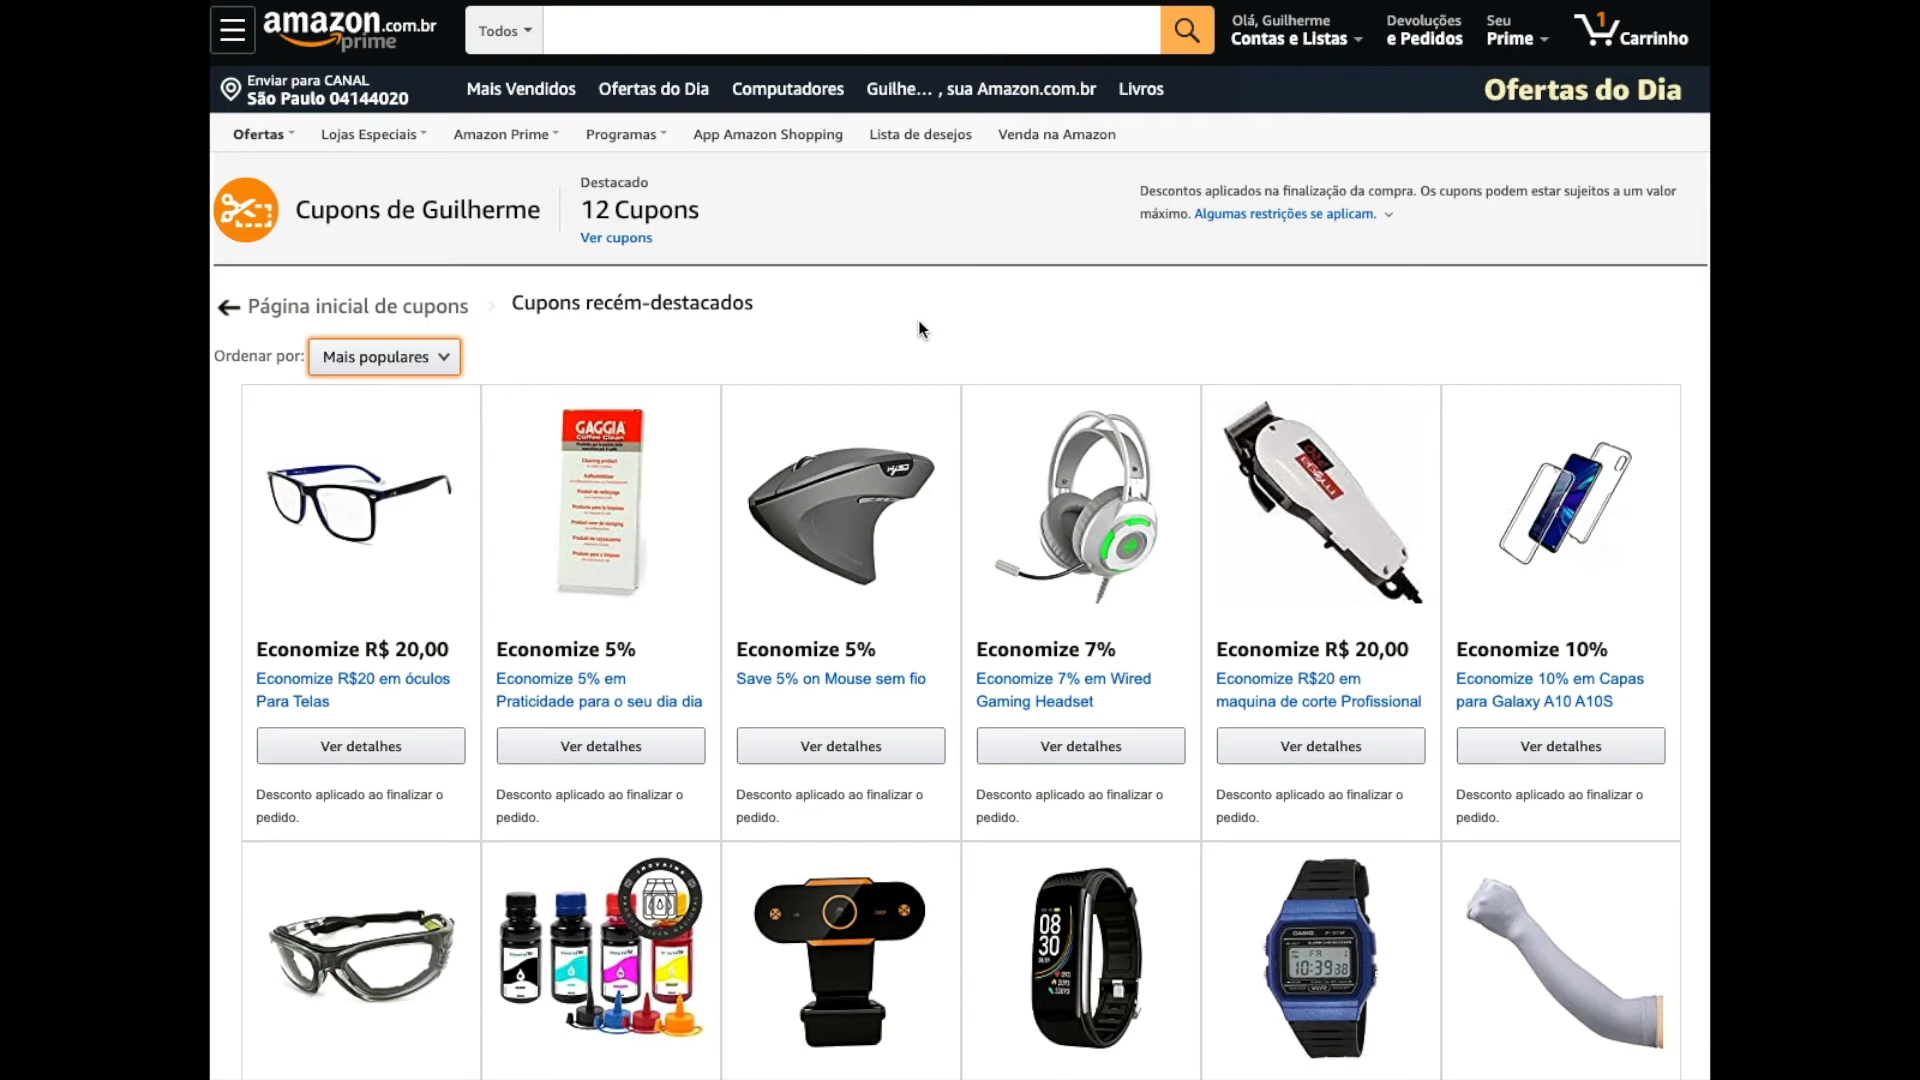 amazon.com.br
prime
Todos
Olá, Guilherme
Contas e Listas
Devoluções
e Pedidos
Seu
Prime
1
Carrinho
Enviar para CANAL
São Paulo 04144020
Mais Vendidos
Ofertas do Dia
Computadores
Guilhe... , sua Amazon.com.br
Livros
Ofertas do Dia
Ofertas
Lojas Especiais
Amazon Prime
Programas
App Amazon Shopping
Lista de desejos
Venda na Amazon
Cupons de Guilherme
Destacado
12 Cupons
Ver cupons
Descontos aplicados na finalização da compra. Os cupons podem estar sujeitos a um valor
máximo. Algumas restrições se aplicam.
Página inicial de cupons
Cupons recém-destacados
Ordenar por:
Mais populares
GAGGIA
Coffee Clean
Economize R$ 20,00
Economize R$20 em óculos
Para Telas
Ver detalhes
Desconto aplicado ao finalizar o
pedido.
Economize 5%
Economize 5% em
Praticidade para o seu dia dia
Ver detalhes
Desconto aplicado ao finalizar o
pedido.
Economize 5%
Save 5% on Mouse sem fio
Ver detalhes
Desconto aplicado ao finalizar o
pedido.
Economize 7%
Economize 7% em Wired
Gaming Headset
Ver detalhes
Desconto aplicado ao finalizar o
pedido.
Economize R$ 20,00
Economize R$20 em
maquina de corte Profissional
Ver detalhes
Desconto aplicado ao finalizar o
pedido.
Economize 10%
Economize 10% em Capas
para Galaxy A10 A10S
Ver detalhes
Desconto aplicado ao finalizar o
pedido.
08
30
CASIO
10:39 38